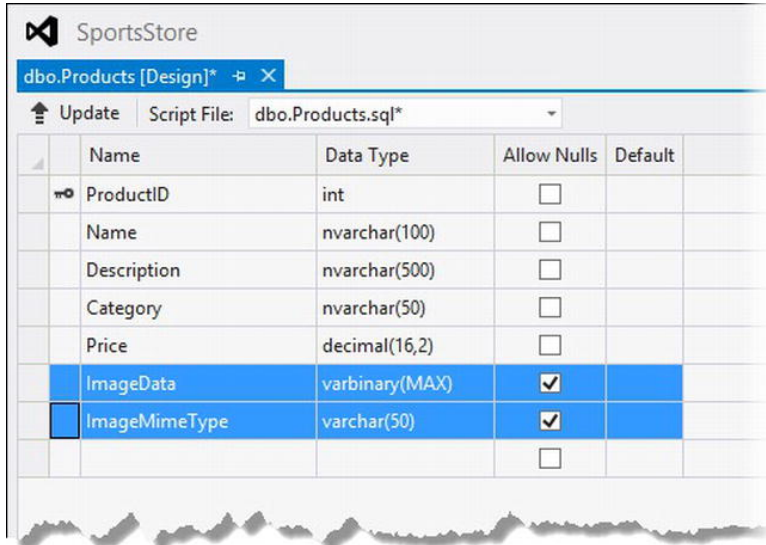 SportsStore
dbo.Products [Design]*
Update Script File: dbo.Products.sql*
Name Data Type Allow Nulls Default
ProductID int
Name nvarchar(100)
Description nvarchar(500)
Category nvarchar(50)
Price decimal(16,2)
ImageData varbinary(MAX)
ImageMimeType varchar(50)